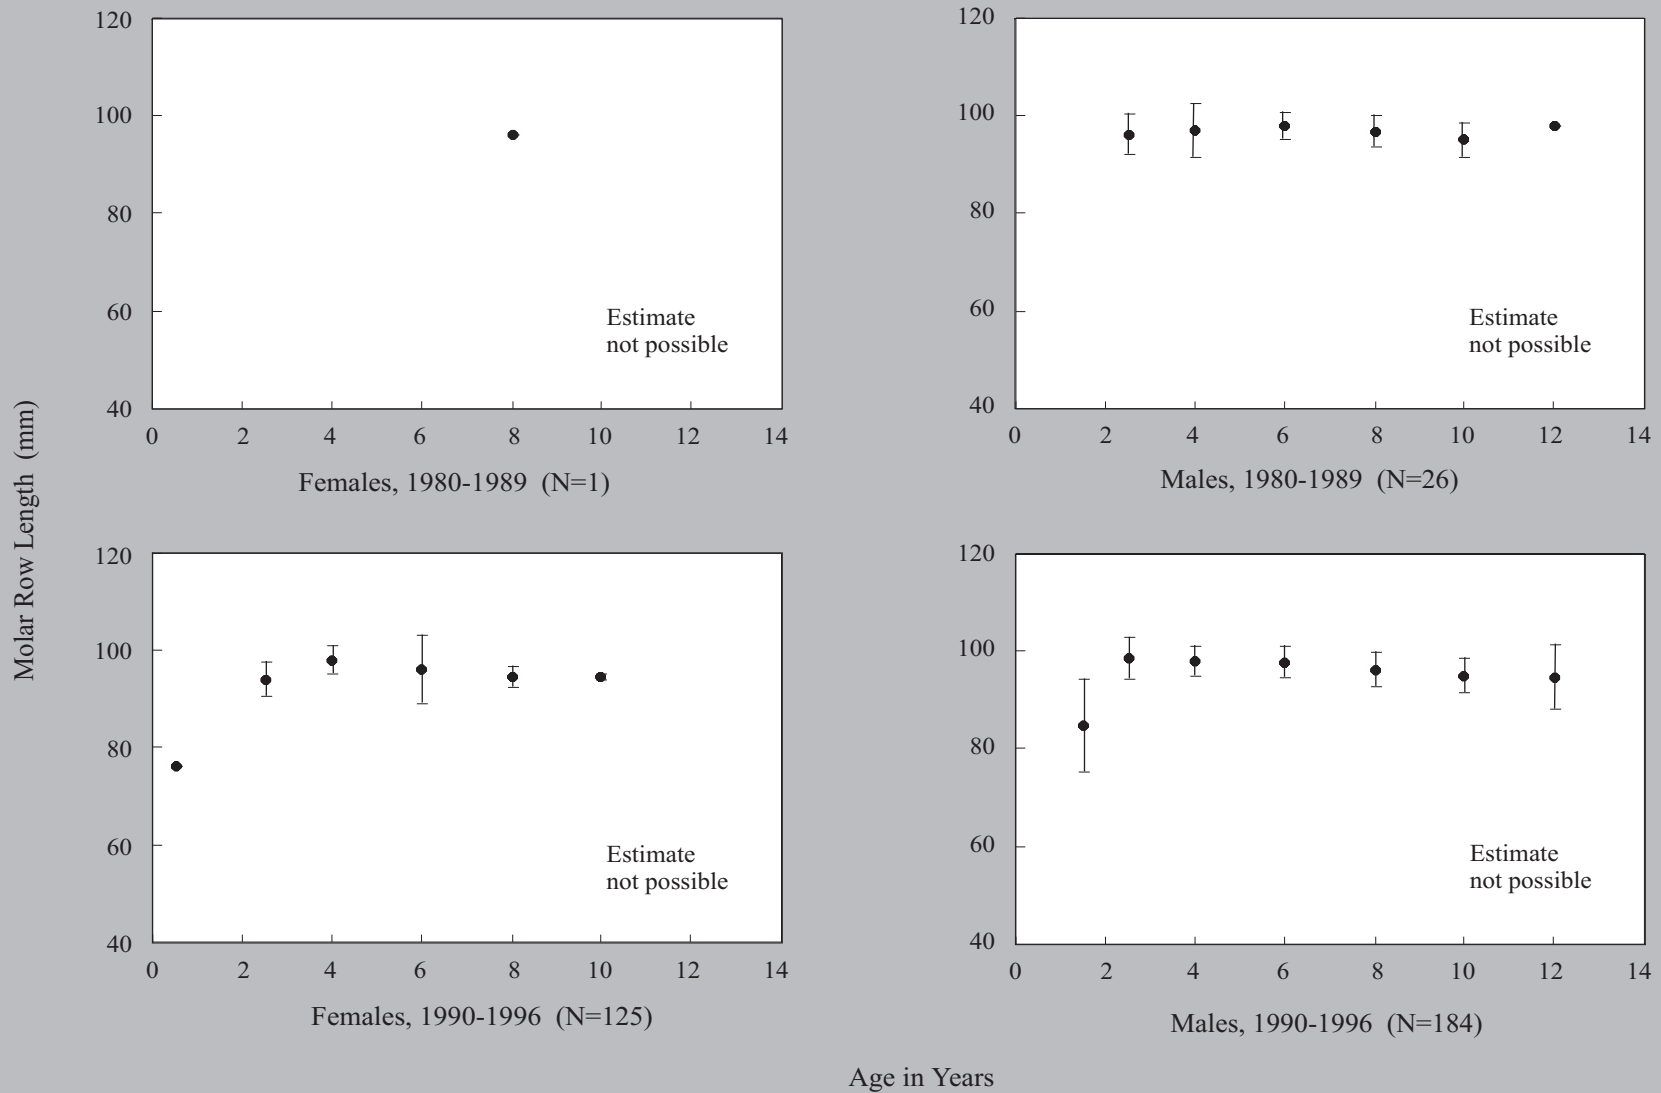 120
100
80
60
40
Estimate
not possible
0 2 4 6 8 10 12 14
Females, 1980-1989 (N=1)
120
100
80
60
40
Estimate
not possible
0 2 4 6 8 10 12 14
Males, 1980-1989 (N=26)
Molar Row Length (mm)
120
100
80
60
40
Estimate
not possible
0 2 4 6 8 10 12 14
Females, 1990-1996 (N=125)
120
100
80
60
40
Estimate
not possible
0 2 4 6 8 10 12 14
Males, 1990-1996 (N=184)
Age in Years